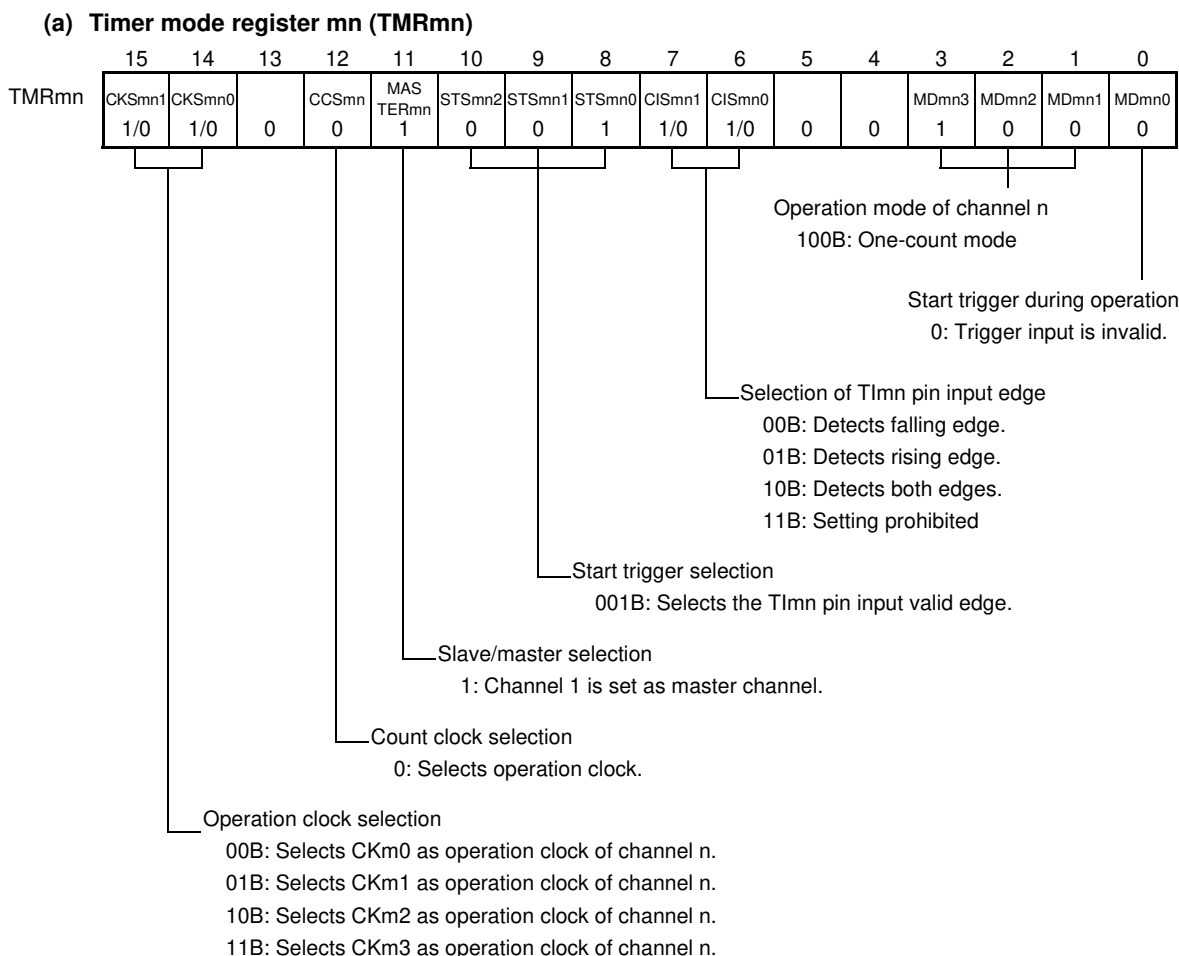 (a) Timer mode register mn (TMRmn)
15 14 13 12 11 10 9 8 7 6 5 4 3 2 1 0
TMRmn CKSmn1 CKSmn0 CCSmn MAS TERmn STSmn2 STSmn1 STSmn0 CISmn1 CISmn0 MDmn3 MDmn2 MDmn1 MDmn0
1/0 1/0 0 0 1 0 0 1 1/0 1/0 0 0 1 0 0 0
Operation mode of channel n
100B: One-count mode
Start trigger during operation
0: Trigger input is invalid.
Selection of TImn pin input edge
00B: Detects falling edge.
01B: Detects rising edge.
10B: Detects both edges.
11B: Setting prohibited
Start trigger selection
001B: Selects the TImn pin input valid edge.
Slave/master selection
1: Channel 1 is set as master channel.
Count clock selection
0: Selects operation clock.
Operation clock selection
00B: Selects CKm0 as operation clock of channel n.
01B: Selects CKm1 as operation clock of channel n.
10B: Selects CKm2 as operation clock of channel n.
11B: Selects CKm3 as operation clock of channel n.